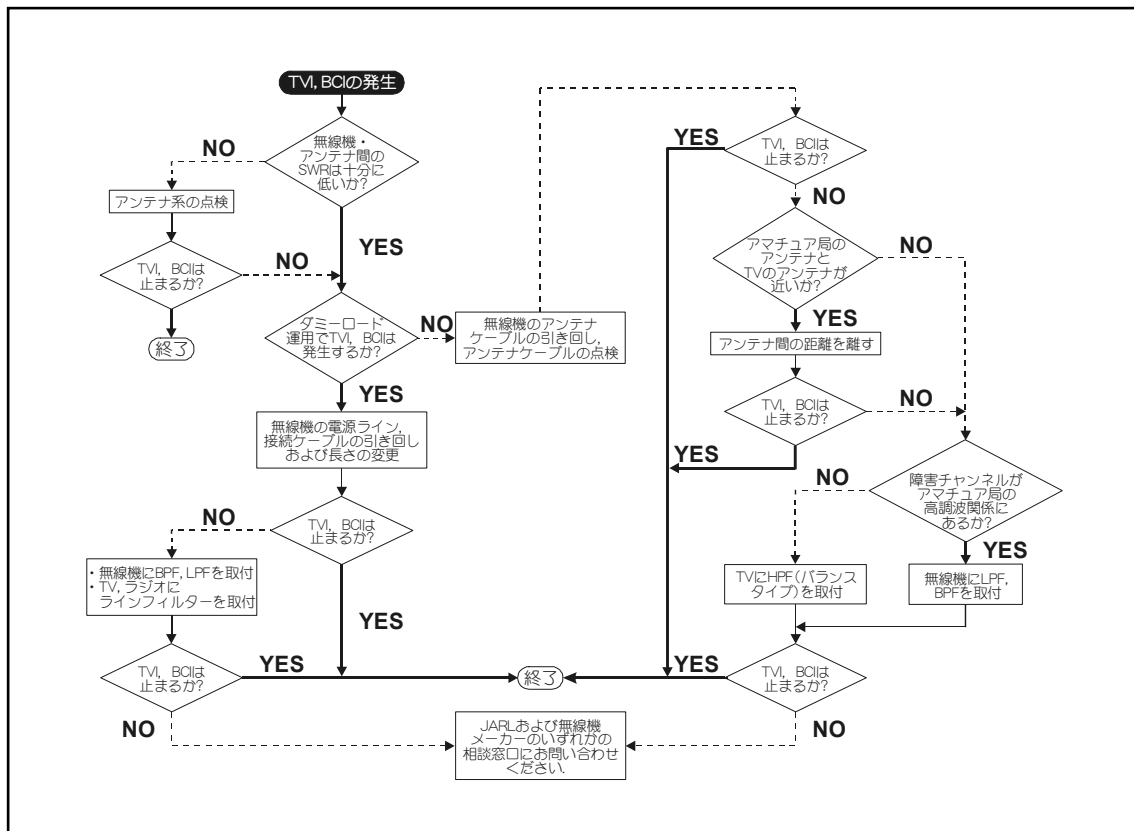 TVI, BCIの発生
無線機・
アンテナ間の
SWRは十分に
低いか?
NO
YES
アンテナ系の点検
TVI, BCIは
止まるか?
NO
終了
ダミーロード
運用でTVI, BCIは
発生するか?
NO
YES
無線機のアンテナ
ケーブルの引き回し,
アンテナケーブルの点検
無線機の電源ライン,
接続ケーブルの引き回し
および長さの変更
TVI, BCIは
止まるか?
NO
YES
・無線機にBPF, LPFを取付
・TV, ラジオに
ラインフィルターを取付
TVI, BCIは
止まるか?
YES
NO
終了
TVI, BCIは
止まるか?
YES
NO
アマチュア局の
アンテナと
TVのアンテナが
近いか?
NO
YES
アンテナ間の距離を離す
TVI, BCIは
止まるか?
NO
YES
障害チャンネルが
アマチュア局の
高調波関係に
あるか?
NO
YES
TVにHPF(バランス
タイプ)を取付
無線機にLPF,
BPFを取付
TVI, BCIは
止まるか?
YES
NO
JARLおよび無線機
メーカーのいずれかの
相談窓口にお問い合わせ
ください.